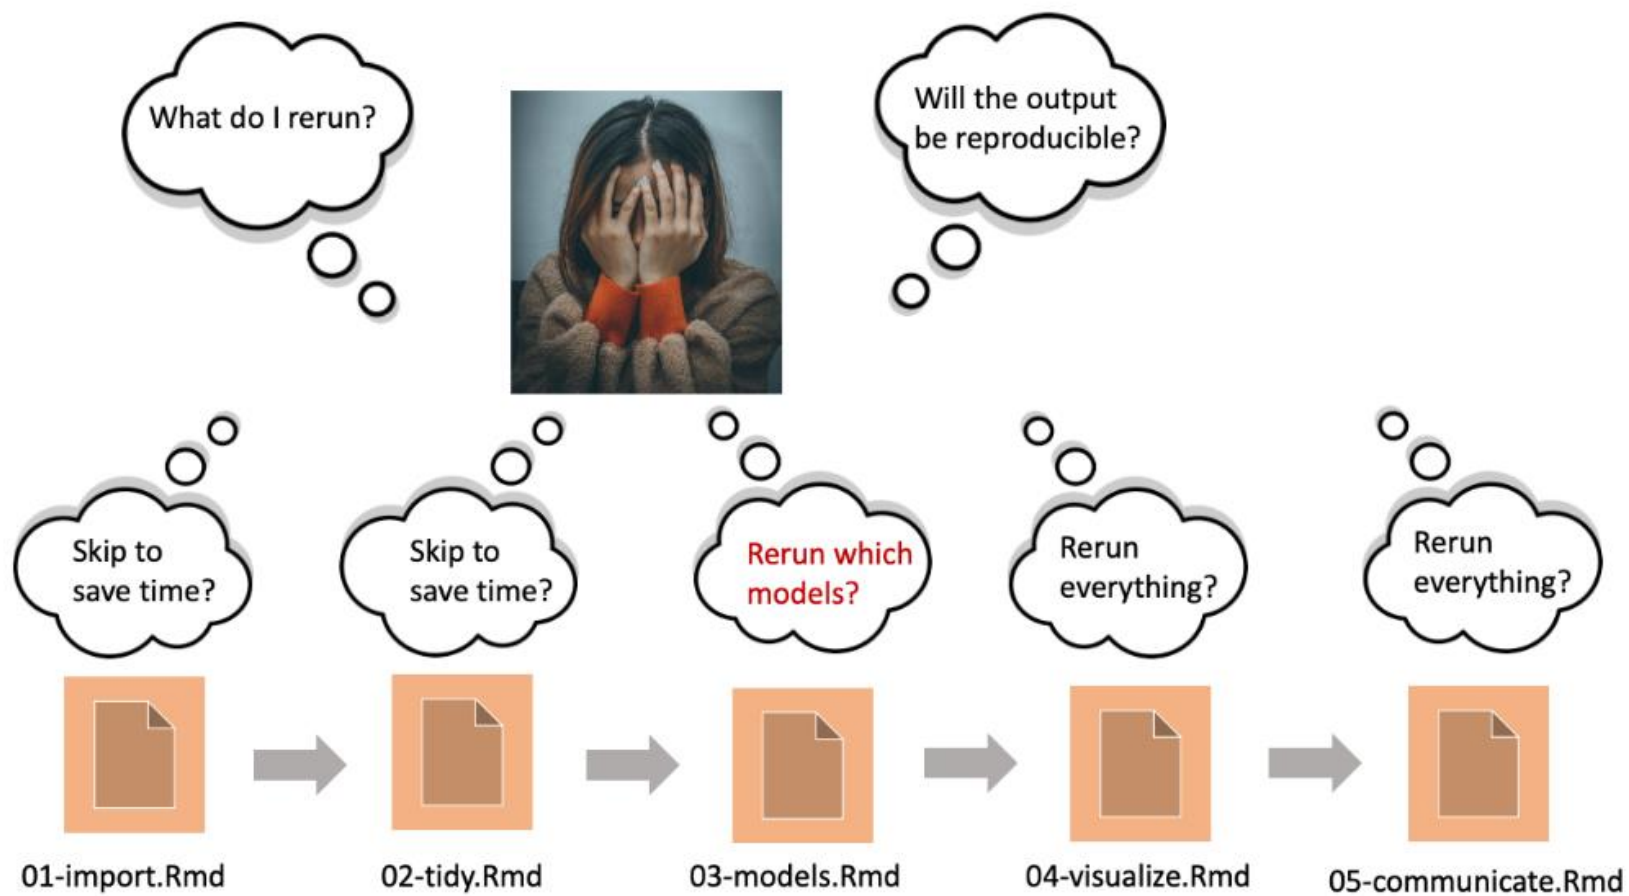 What do I rerun?
Will the output
be reproducible?
Skip to
save time?
Skip to
save time?
Rerun which
models?
Rerun
everything?
Rerun
everything?
01-import.Rmd
02-tidy.Rmd
03-models.Rmd
04-visualize.Rmd
05-communicate.Rmd